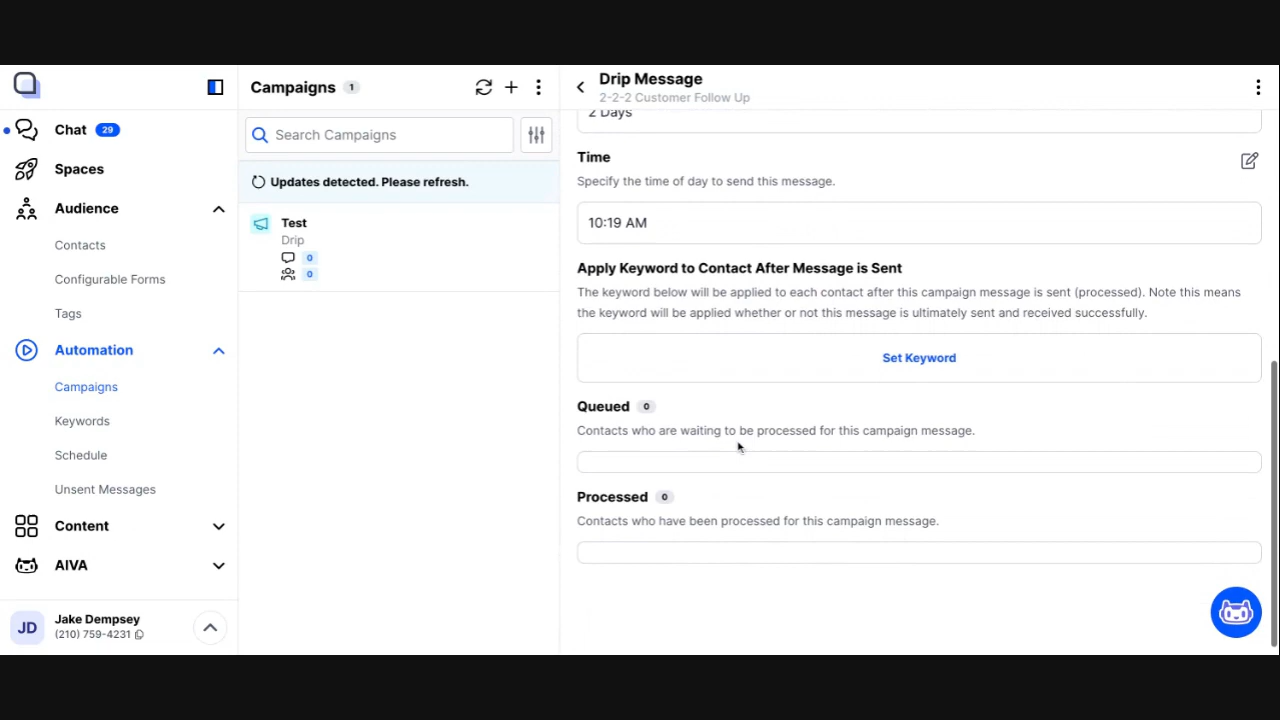 Chat 29
Spaces
Audience
Contacts
Configurable Forms
Tags
Automation
Campaigns
Keywords
Schedule
Unsent Messages
Content
AIVA
JD
Jake Dempsey
(210) 759-4231
Campaigns 1
Search Campaigns
Updates detected. Please refresh.
Test
Drip
0
0
Drip Message
2-2-2 Customer Follow Up
2 Days
Time
Specify the time of day to send this message.
10:19 AM
Apply Keyword to Contact After Message is Sent
The keyword below will be applied to each contact after this campaign message is sent (processed). Note this means
the keyword will be applied whether or not this message is ultimately sent and received successfully.
Set Keyword
Queued 0
Contacts who are waiting to be processed for this campaign message.
Processed 0
Contacts who have been processed for this campaign message.